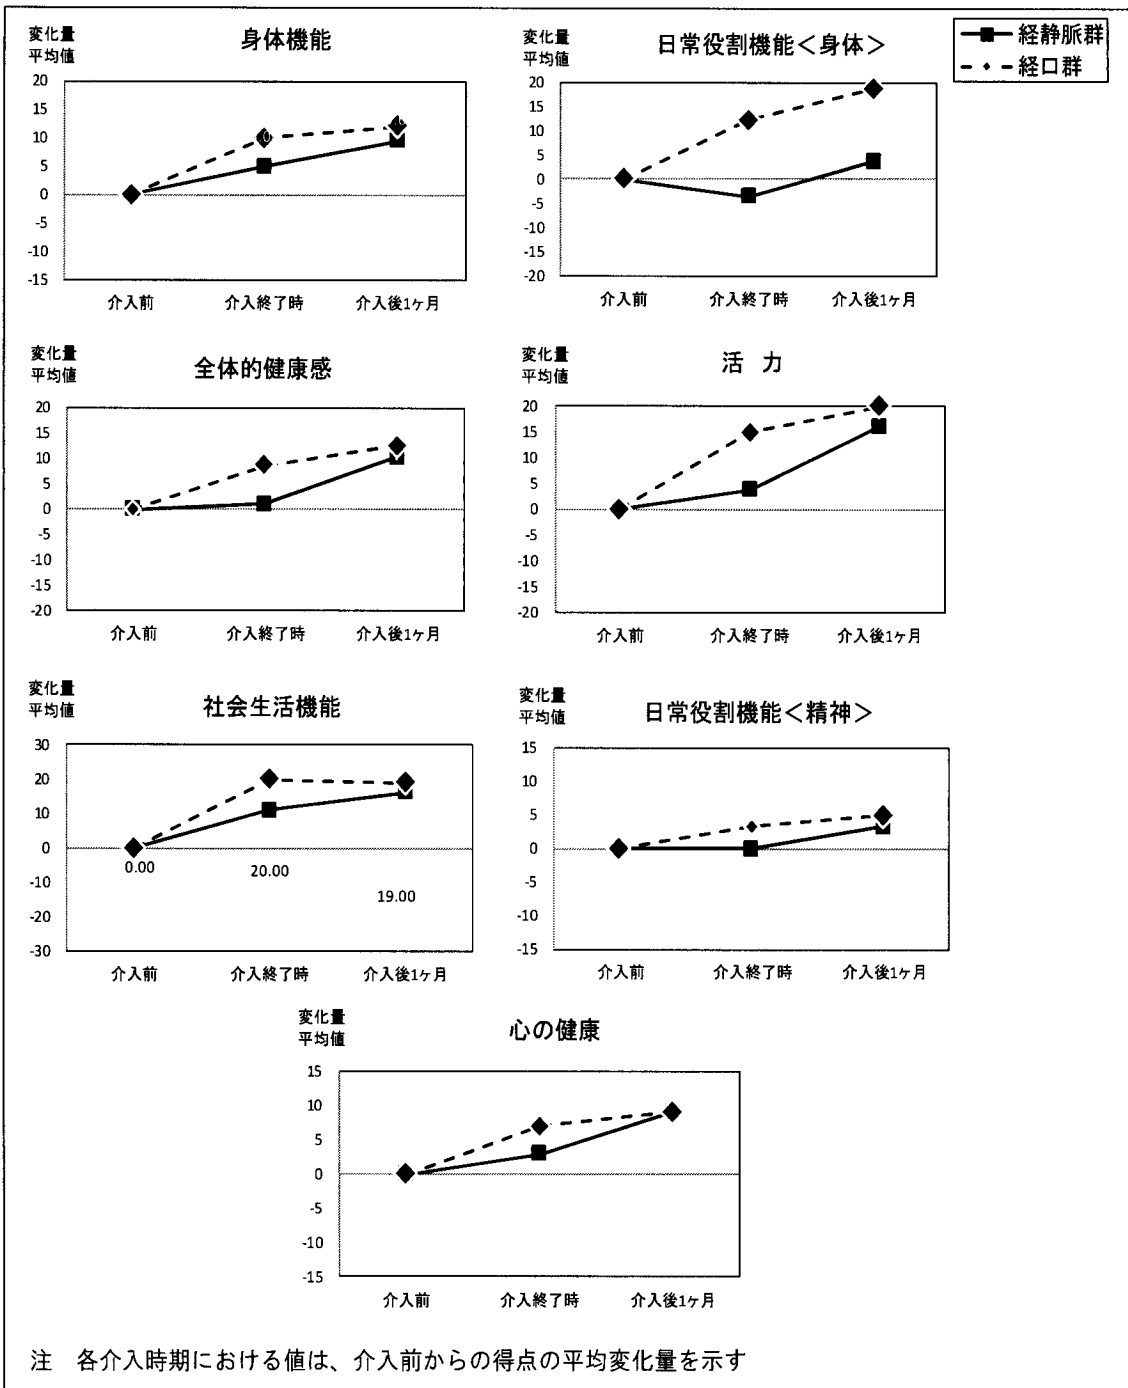 変化量
平均値
身体機能
20
15
10
5
0
-5
-10
-15
介入前
介入終了時
介入後1ヶ月
変化量
平均値
日常役割機能＜身体＞
20
15
10
5
0
-5
-10
-15
-20
介入前
介入終了時
介入後1ヶ月
経静脈群
経口群
変化量
平均値
全体的健康感
20
15
10
5
0
-5
-10
-15
-20
介入前
介入終了時
介入後1ヶ月
変化量
平均値
活　力
20
15
10
5
0
-5
-10
-15
-20
介入前
介入終了時
介入後1ヶ月
変化量
平均値
社会生活機能
30
20
10
0
-10
-20
-30
0.00
20.00
19.00
介入前
介入終了時
介入後1ヶ月
変化量
平均値
日常役割機能＜精神＞
15
10
5
0
-5
-10
-15
介入前
介入終了時
介入後1ヶ月
変化量
平均値
心の健康
15
10
5
0
-5
-10
-15
介入前
介入終了時
介入後1ヶ月
注　各介入時期における値は、介入前からの得点の平均変化量を示す